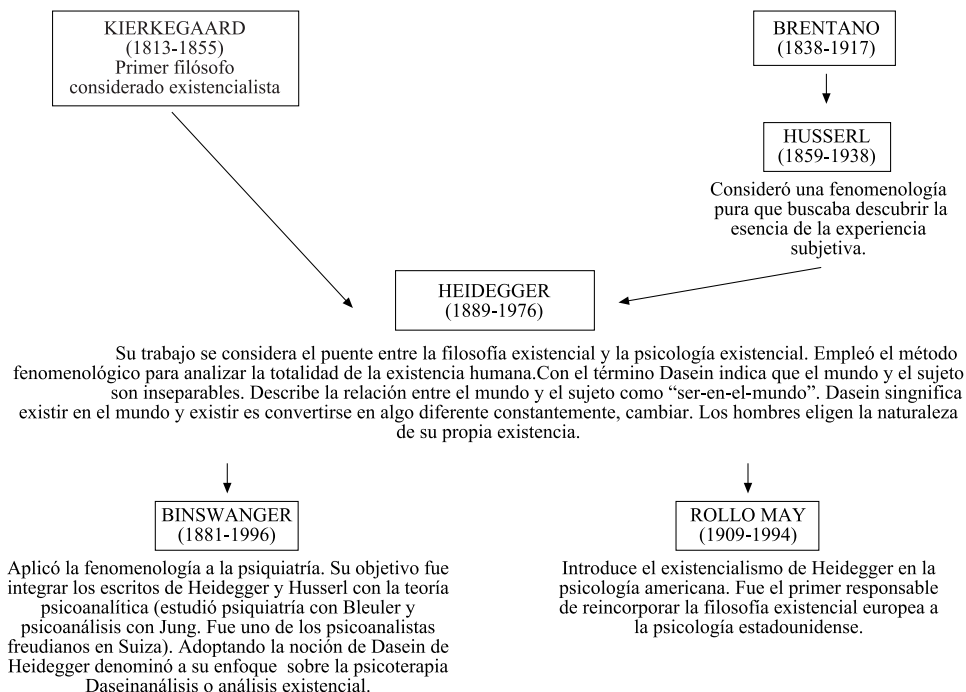 KIERKEGAARD
(1813-1855)
Primer filósofo
considerado existencialista
BRENTANO
(1838-1917)
HUSSERL
(1859-1938)
Consideró una fenomenología
pura que buscaba descubrir la
esencia de la experiencia
subjetiva.
HEIDEGGER
(1889-1976)
Su trabajo se considera el puente entre la filosofía existencial y la psicología existencial. Empleó el método
fenomenológico para analizar la totalidad de la existencia humana.Con el término Dasein indica que el mundo y el sujeto
son inseparables. Describe la relación entre el mundo y el sujeto como “ser-en-el-mundo”. Dasein singnifica
existir en el mundo y existir es convertirse en algo diferente constantemente, cambiar. Los hombres eligen la naturaleza
de su propia existencia.
BINSWANGER
(1881-1996)
Aplicó la fenomenología a la psiquiatría. Su objetivo fue
integrar los escritos de Heidegger y Husserl con la teoría
psicoanalítica (estudió psiquiatría con Bleuler y
psicoanálisis con Jung. Fue uno de los psicoanalistas
freudianos en Suiza). Adoptando la noción de Dasein de
Heidegger denominó a su enfoque sobre la psicoterapia
Daseinanálisis o análisis existencial.
ROLLO MAY
(1909-1994)
Introduce el existencialismo de Heidegger en la
psicología americana. Fue el primer responsable
de reincorporar la filosofía existencial europea a
la psicología estadounidense.